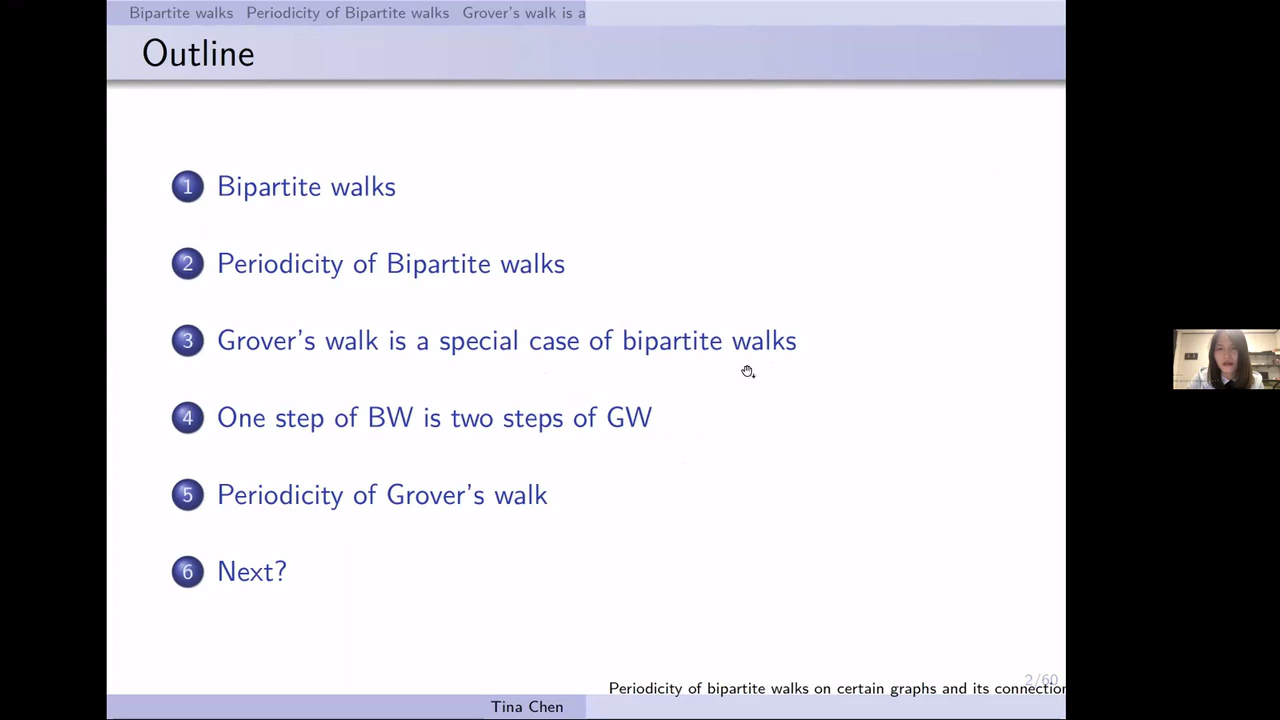 Bipartite walks Periodicity of Bipartite walks Grover's walk is a
Outline
1 Bipartite walks
2 Periodicity of Bipartite walks
3 Grover's walk is a special case of bipartite walks
4 One step of BW is two steps of GW
5 Periodicity of Grover's walk
6 Next?
2/60
Periodicity of bipartite walks on certain graphs and its connection
Tina Chen